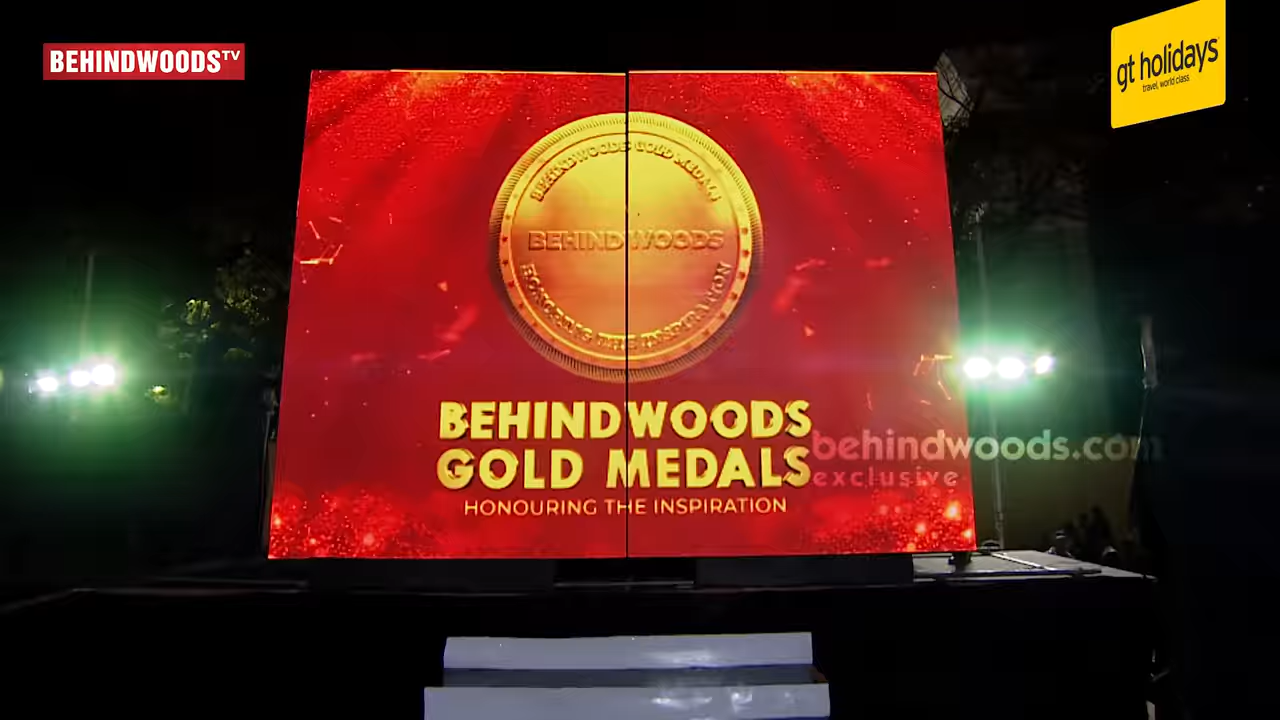 BEHINDWOODS TV
gt holidays
travel, world class.
BEHINDWOODS GOLD MEDALS
BEHINDWOODS
HONORING THE INSPIRATION
BEHINDWOODS
GOLD MEDALS
HONOURING THE INSPIRATION
behindwoods.com
exclusive